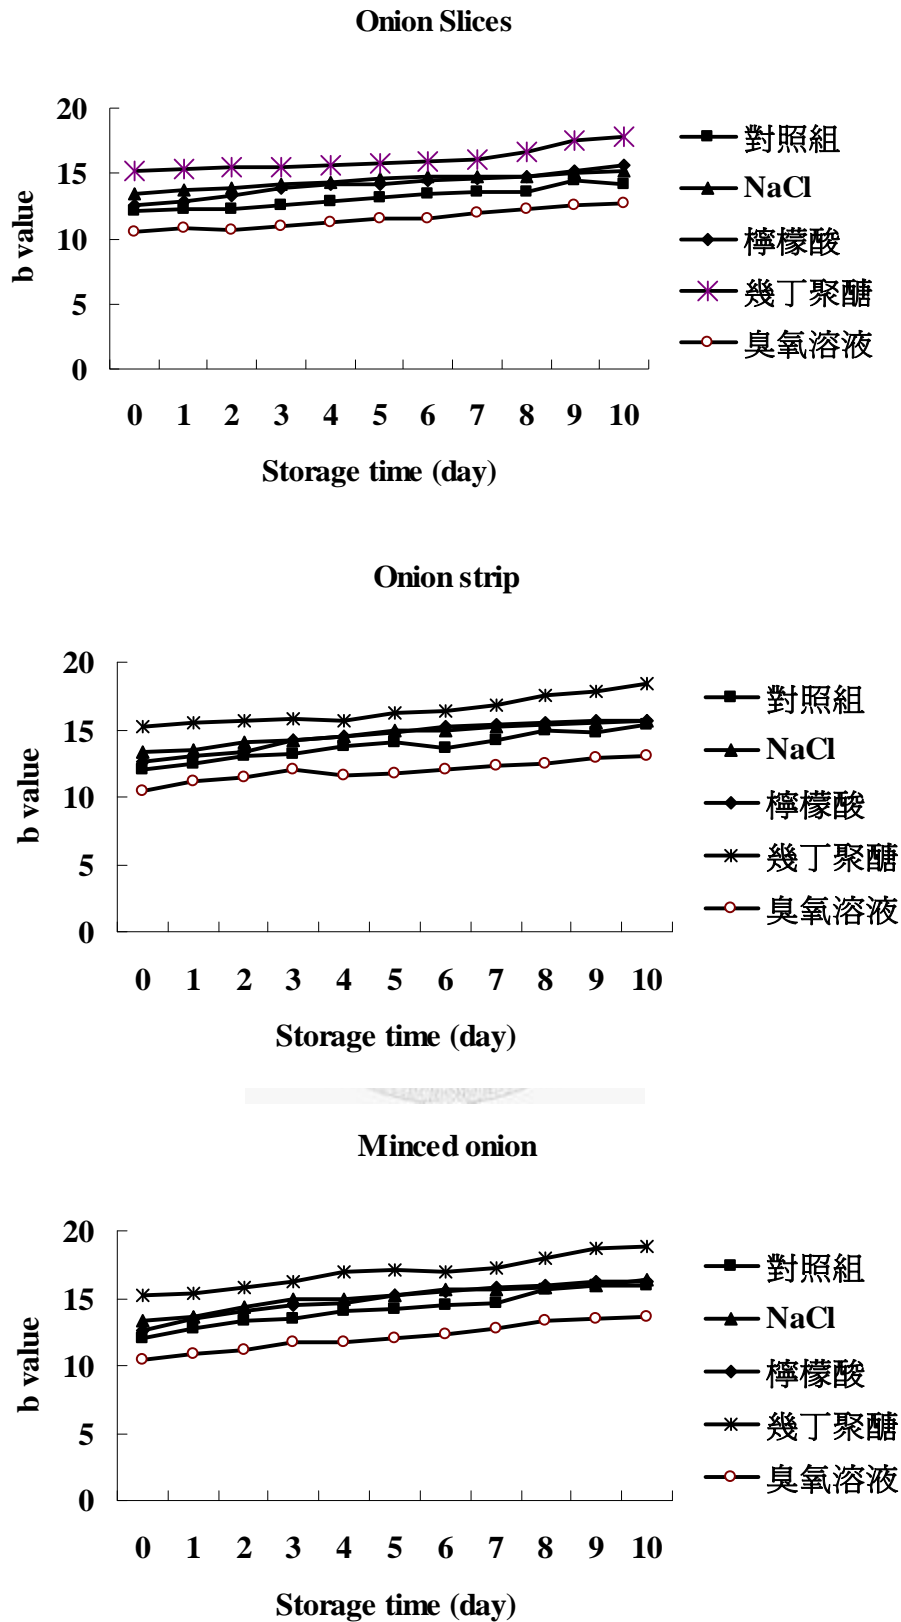 Onion Slices
20
15
10
5
0
b value
0 1 2 3 4 5 6 7 8 9 10
Storage time (day)
對照組
NaCl
檸檬酸
幾丁聚醣
臭氧溶液
Onion strip
20
15
10
5
0
b value
0 1 2 3 4 5 6 7 8 9 10
Storage time (day)
對照組
NaCl
檸檬酸
幾丁聚醣
臭氧溶液
Minced onion
20
15
10
5
0
b value
0 1 2 3 4 5 6 7 8 9 10
Storage time (day)
對照組
NaCl
檸檬酸
幾丁聚醣
臭氧溶液